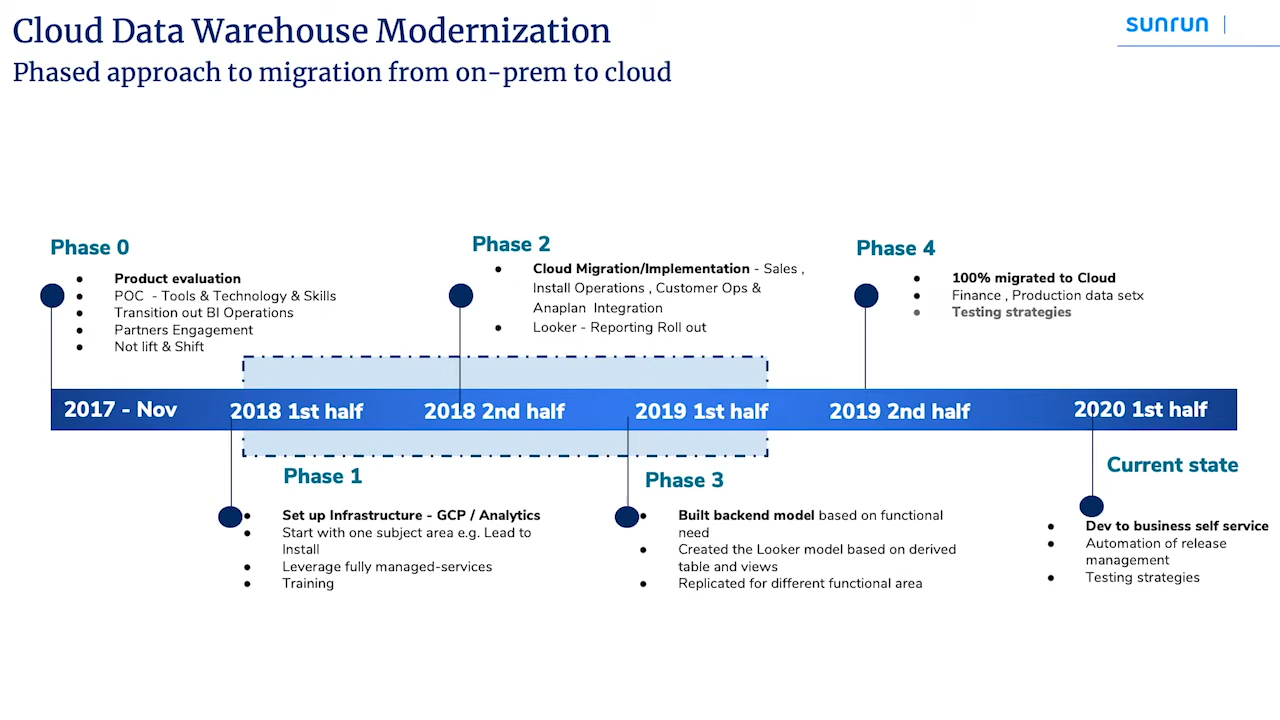 Cloud Data Warehouse Modernization
Phased approach to migration from on-prem to cloud
sunrun
Phase 0
● Product evaluation
● POC - Tools & Technology & Skills
● Transition out BI Operations
● Partners Engagement
● Not lift & Shift
Phase 2
● Cloud Migration/Implementation - Sales ,
Install Operations , Customer Ops &
Anaplan Integration
● Looker - Reporting Roll out
Phase 4
● 100% migrated to Cloud
● Finance , Production data setx
● Testing strategies
2017 - Nov
2018 1st half
2018 2nd half
2019 1st half
2019 2nd half
2020 1st half
Phase 1
● Set up Infrastructure - GCP / Analytics
● Start with one subject area e.g. Lead to
Install
● Leverage fully managed-services
● Training
Phase 3
● Built backend model based on functional
need
● Created the Looker model based on derived
table and views
● Replicated for different functional area
Current state
● Dev to business self service
● Automation of release
management
● Testing strategies